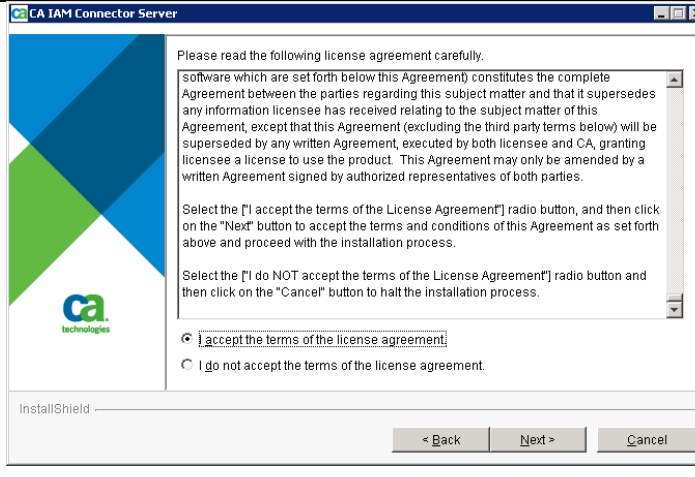 CA IAM Connector Server
Please read the following license agreement carefully.
software which are set forth below this Agreement) constitutes the complete
Agreement between the parties regarding this subject matter and that it supersedes
any information licensee has received relating to the subject matter of this
Agreement, except that this Agreement (excluding the third party terms below) will be
superseded by any written Agreement, executed by both licensee and CA, granting
licensee a license to use the product. This Agreement may only be amended by a
written Agreement signed by authorized representatives of both parties.
Select the ["I accept the terms of the License Agreement"] radio button, and then click
on the "Next" button to accept the terms and conditions of this Agreement as set forth
above and proceed with the installation process.
Select the ["I do NOT accept the terms of the License Agreement"] radio button and
then click on the "Cancel" button to halt the installation process.
ca
technologies
I accept the terms of the license agreement.
I do not accept the terms of the license agreement.
InstallShield
< Back
Next >
Cancel